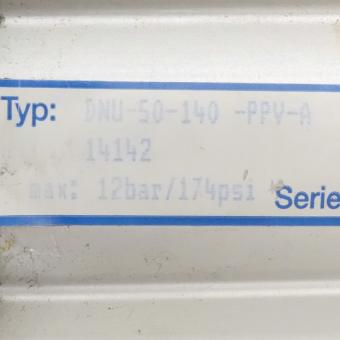 Typ: DNU-50-140 -PPV-A
14142
max: 12bar/174psi Serie